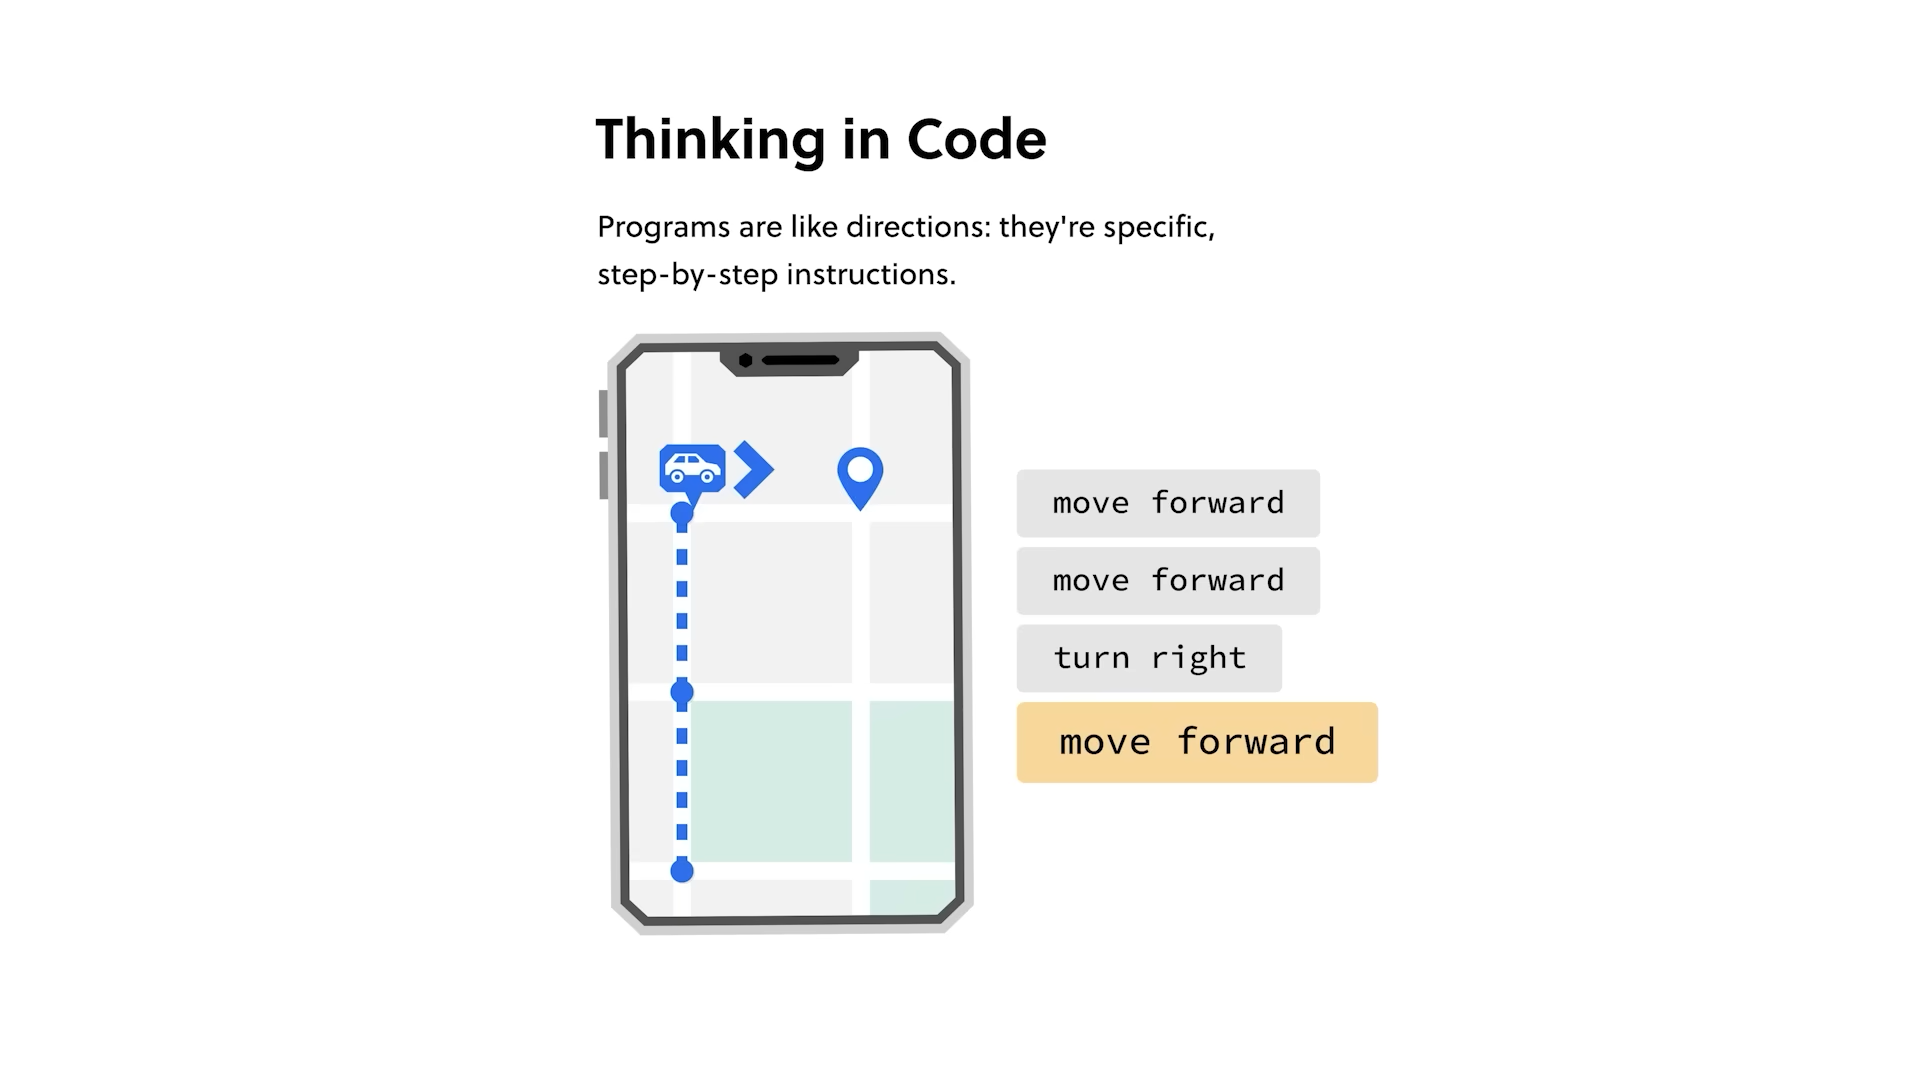 Thinking in Code
Programs are like directions: they're specific,
step-by-step instructions.
move forward
move forward
turn right
move forward